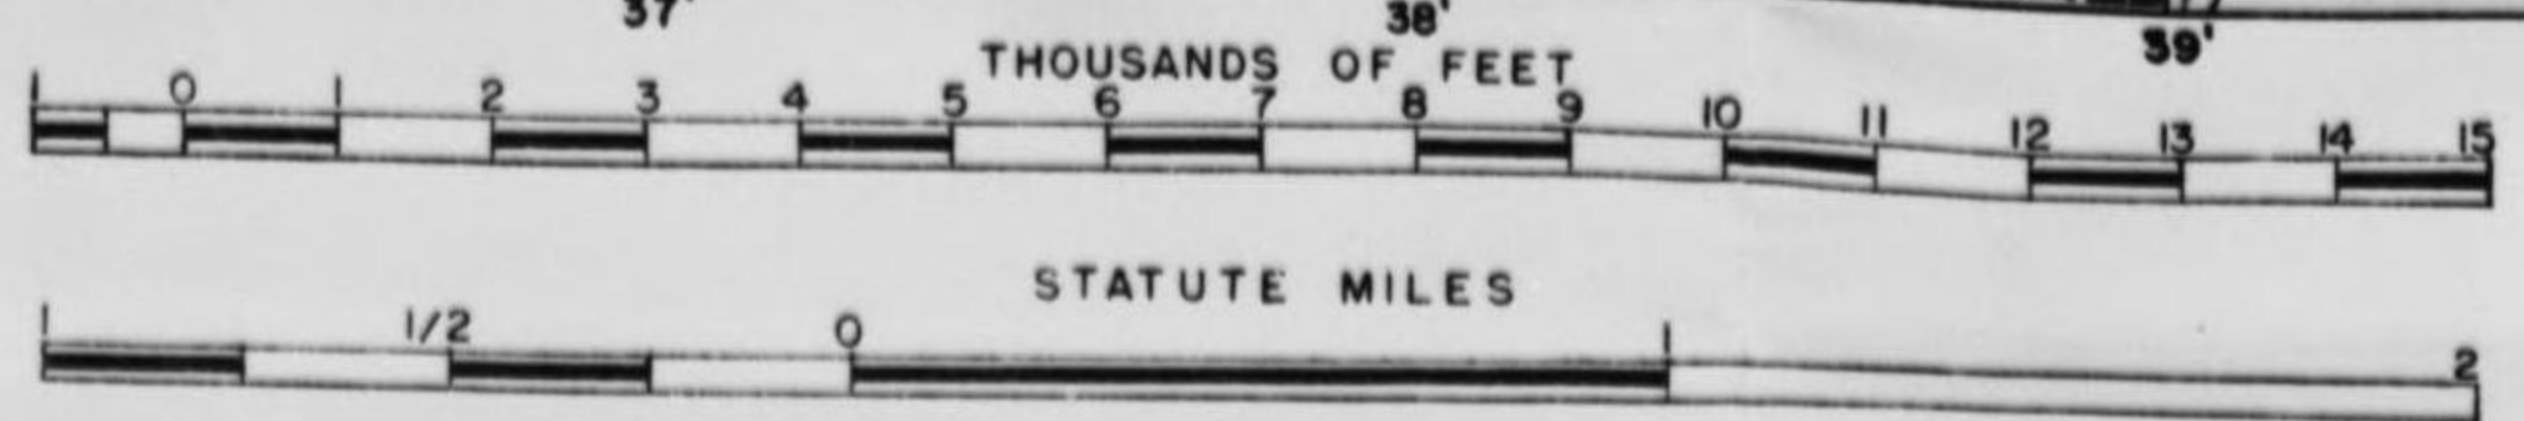 37' 38' 39'
THOUSANDS OF FEET
1 0 1 2 3 4 5 6 7 8 9 10 11 12 13 14 15
STATUTE MILES
1 1/2 0 1 2